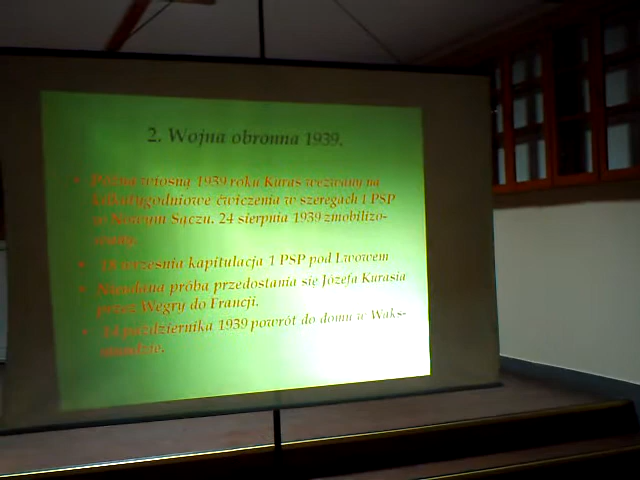 2. Wojna obronna 1939.
• Późną wiosną 1939 roku Kuraś wezwany na
kilkutygodniowe ćwiczenia w szeregach 1 PSP
w Nowym Sączu. 24 sierpnia 1939 zmobilizo-
wany.
• 18 września kapitulacja 1 PSP pod Lwowem
• Nieudana próba przedostania się Józefa Kurasia
przez Węgry do Francji.
• 14 października 1939 powrót do domu w Waks-
mundzie.